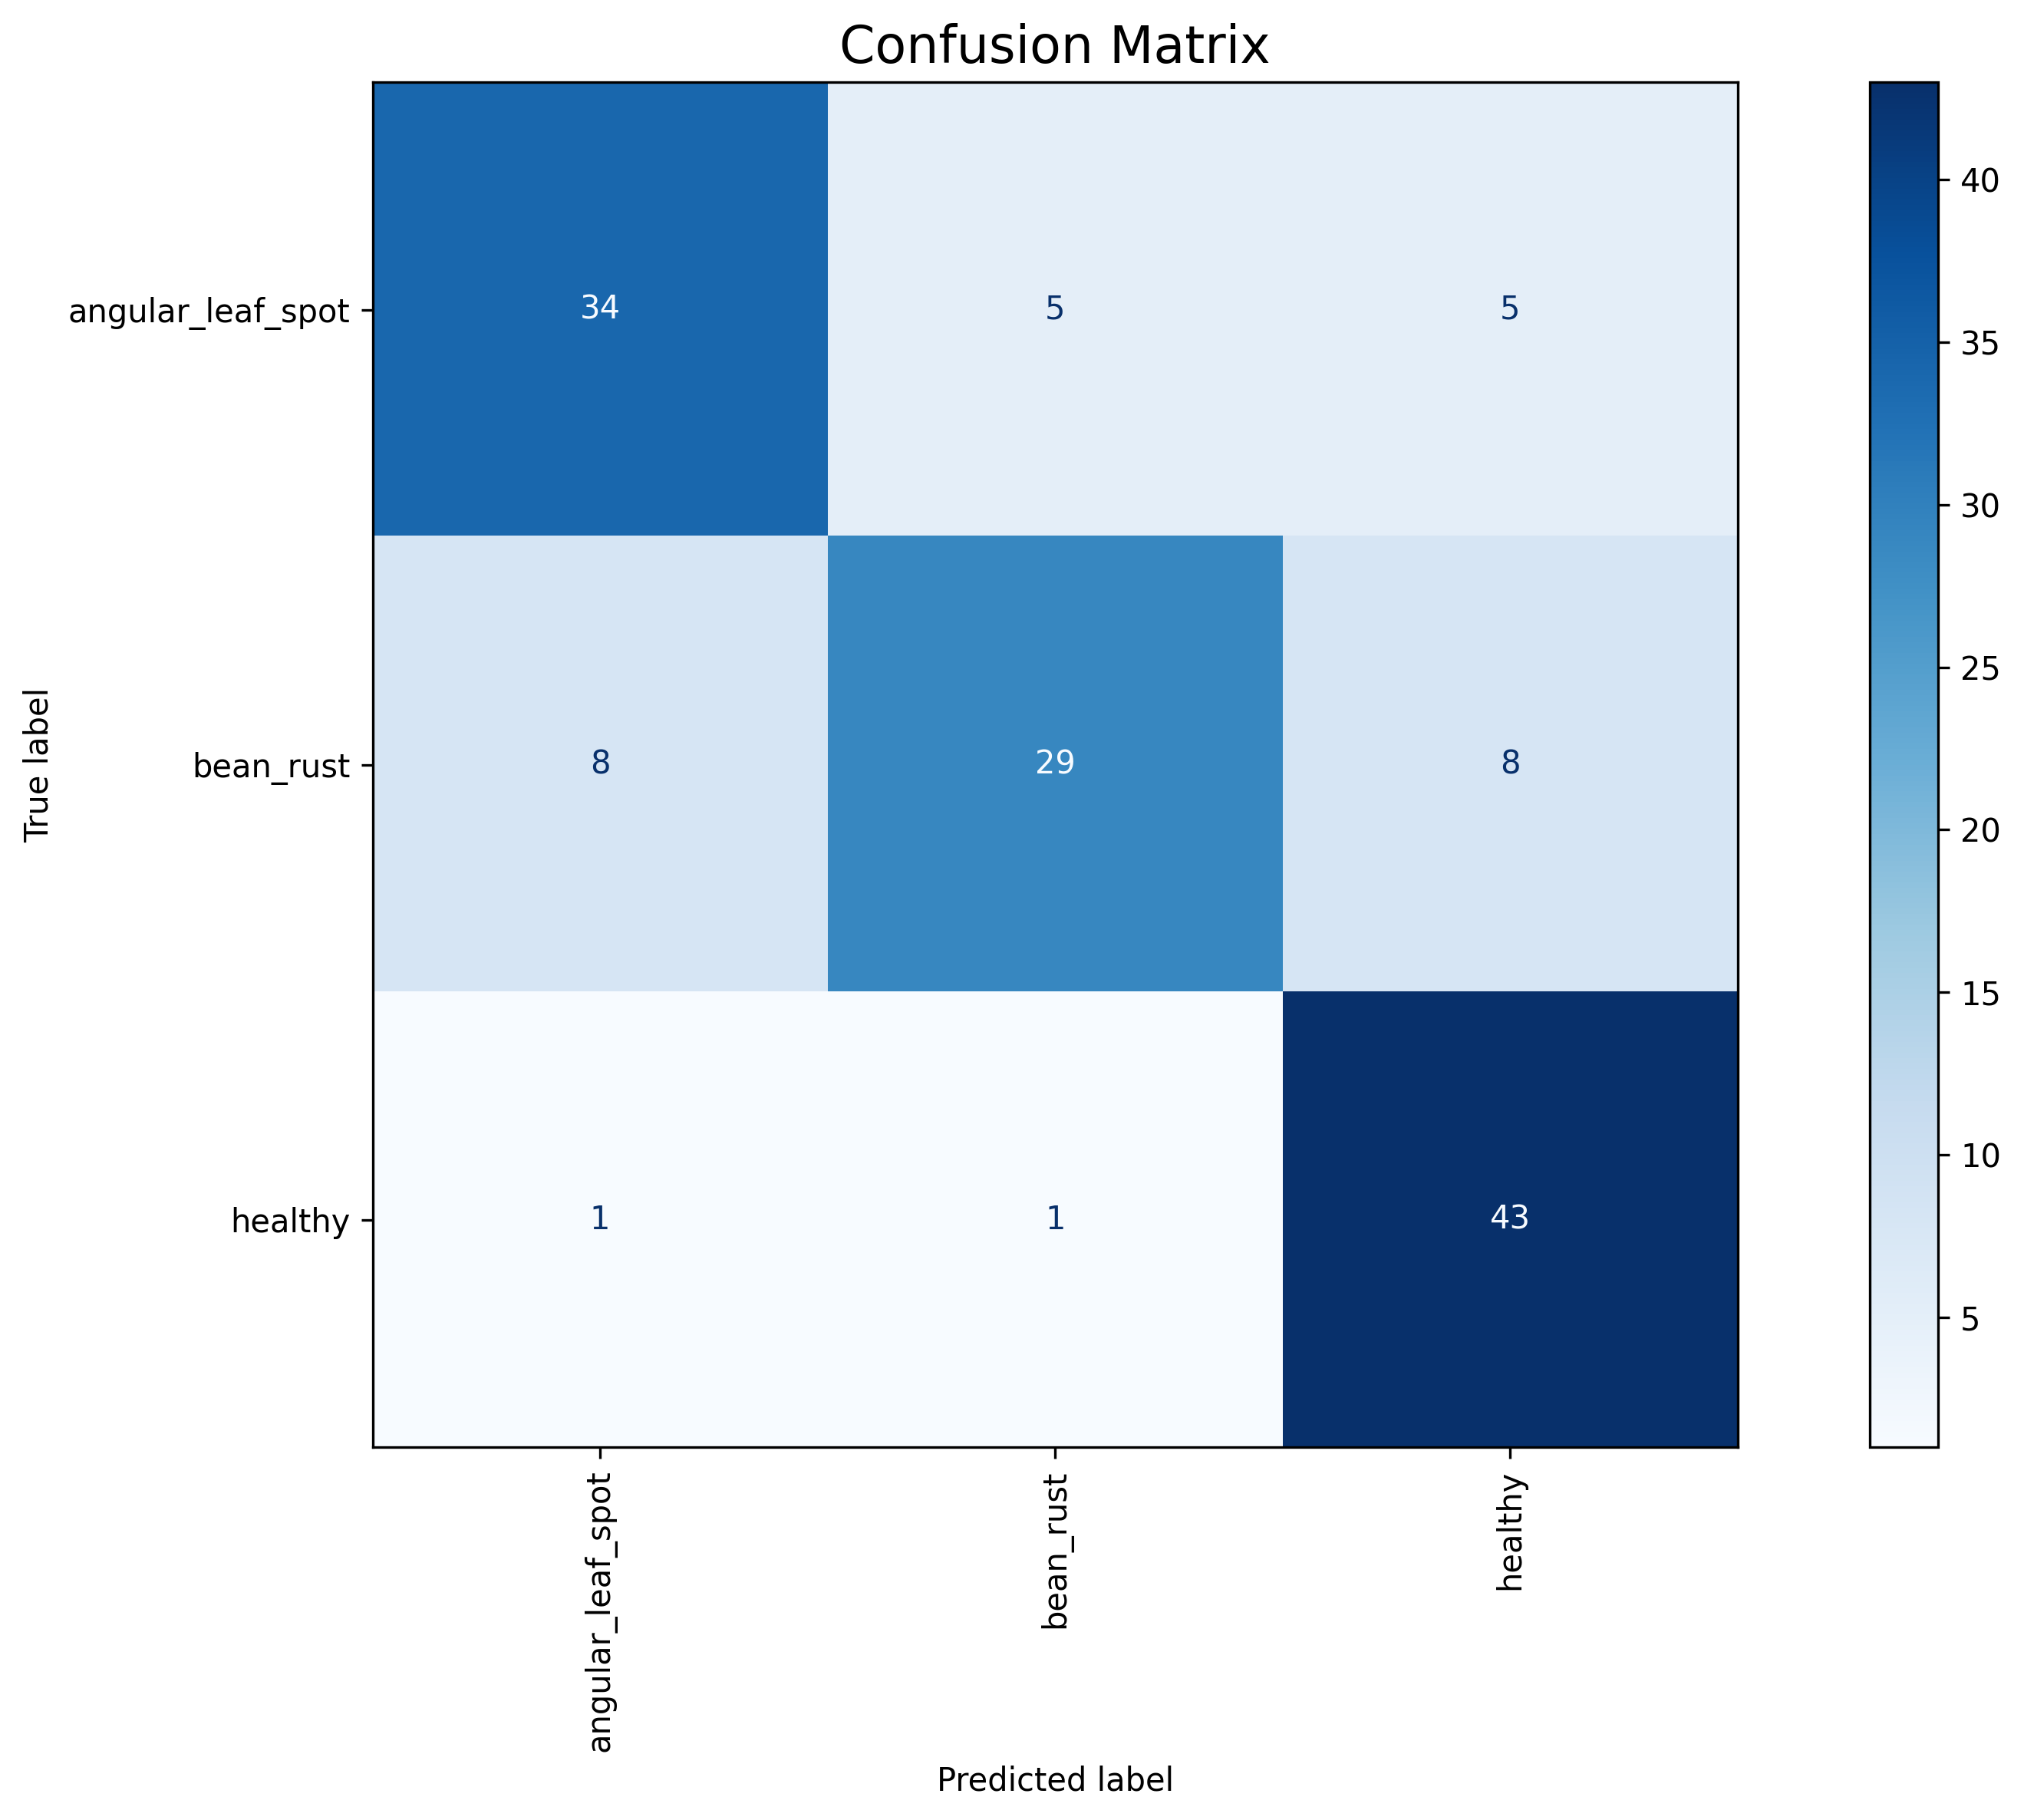 Confusion Matrix
angular_leaf_spot
34
5
5
bean_rust
8
29
8
healthy
1
1
43
True label
angular_leaf_spot
bean_rust
healthy
Predicted label
40
35
30
25
20
15
10
5